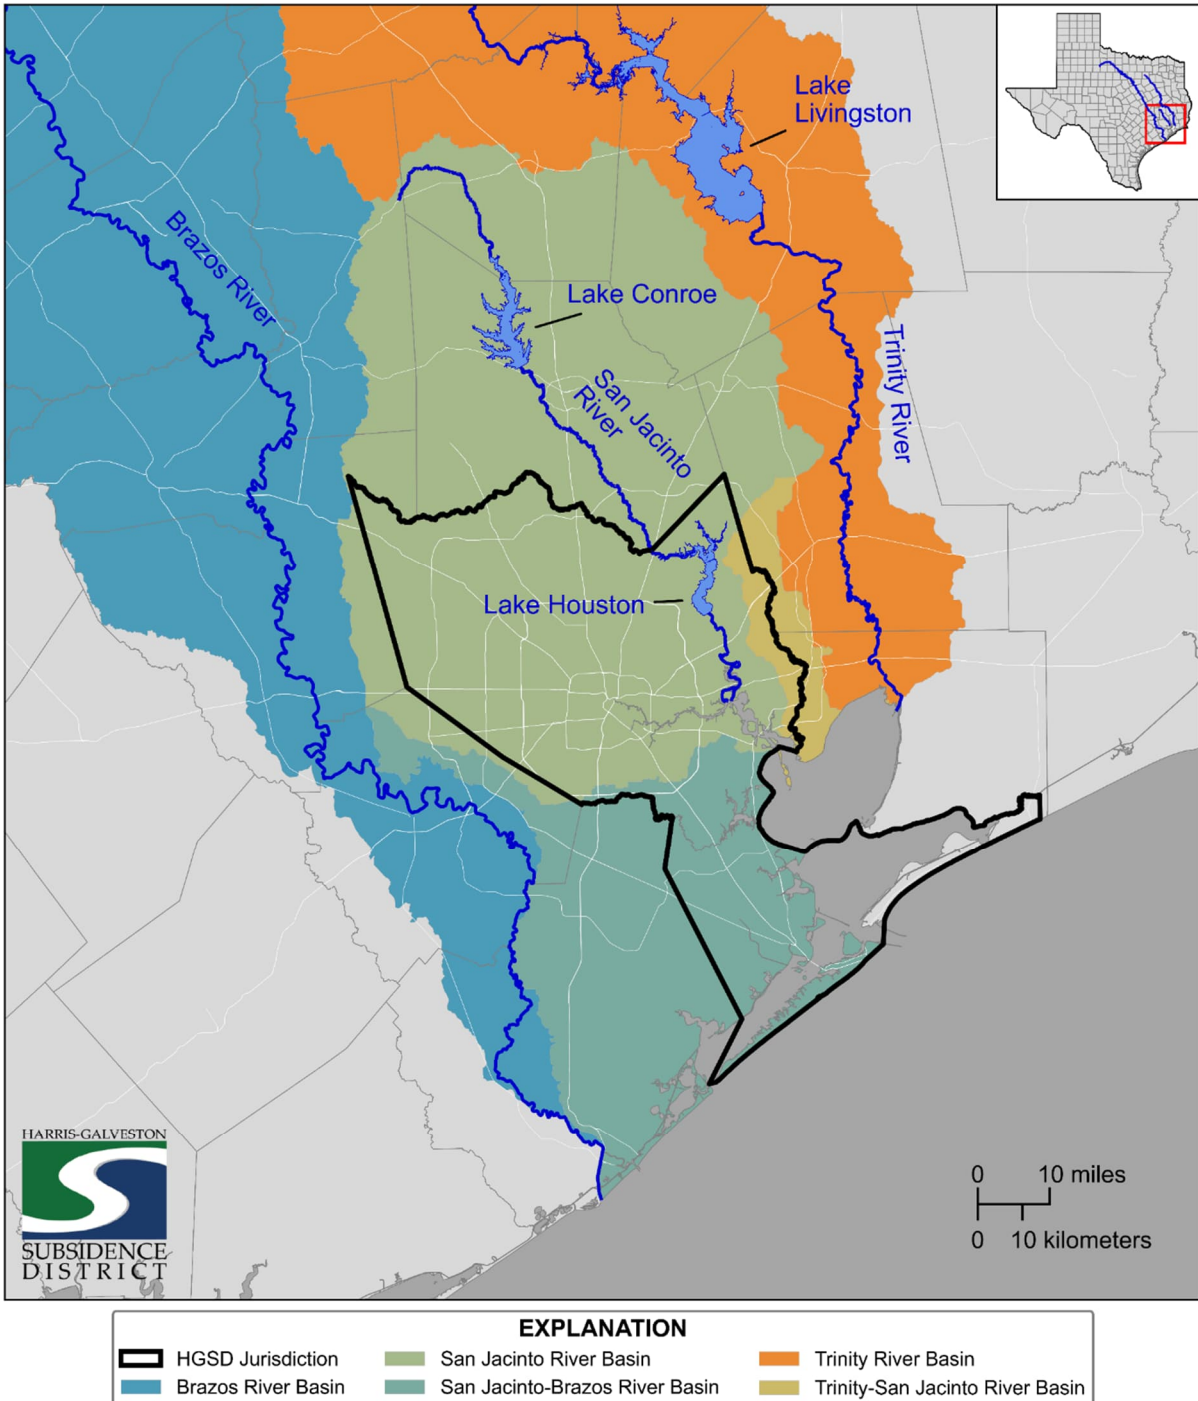 Lake
Livingston
Brazos River
Lake Conroe
San Jacinto
River
Trinity River
Lake Houston
HARRIS-GALVESTON
SUBSIDENCE
DISTRICT
0 10 miles
0 10 kilometers
EXPLANATION
HGSD Jurisdiction
San Jacinto River Basin
Trinity River Basin
Brazos River Basin
San Jacinto-Brazos River Basin
Trinity-San Jacinto River Basin